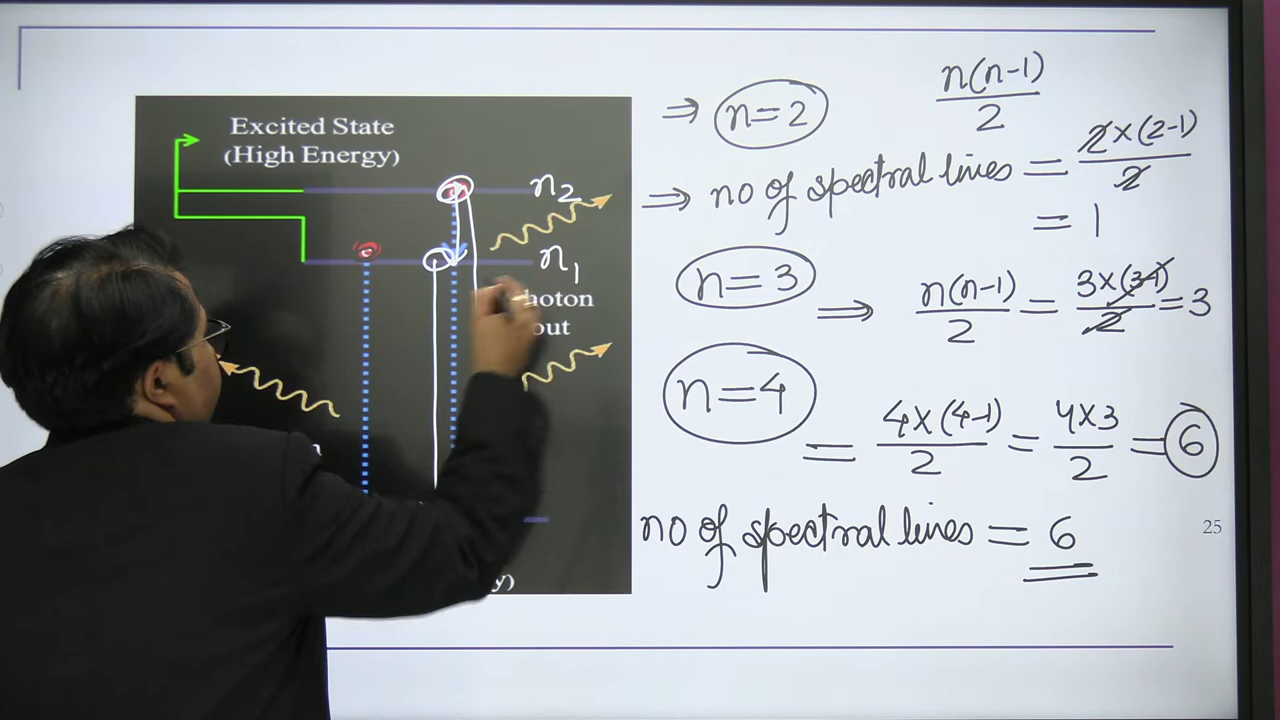 Excited State
(High Energy)
n₂
n₁
hoton
out
y)
⇒ n=2
n(n-1)/2
⇒ no of spectral lines = 2×(2-1)/2
= 1
n=3 ⇒ n(n-1)/2 = 3×(3-1)/2 = 3
n=4
= 4×(4-1)/2 = 4×3/2 = 6
no of spectral lines = 6
25